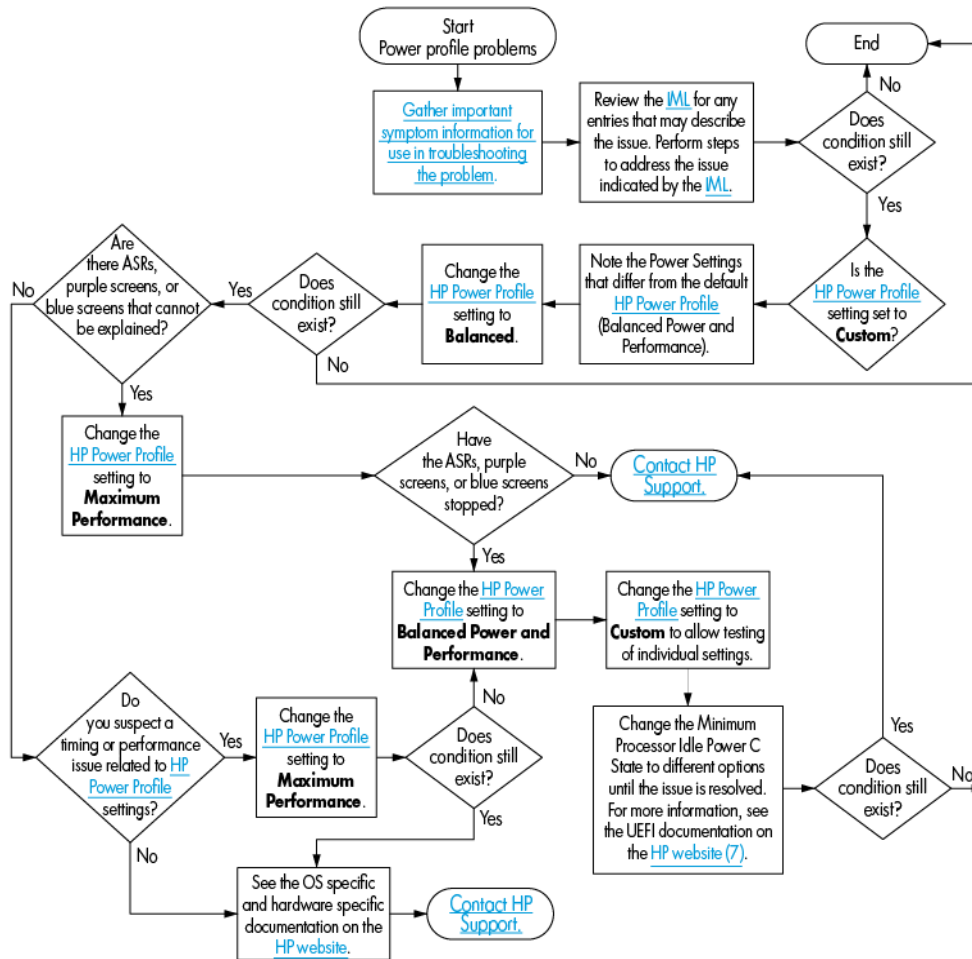 Start
Power profile problems
End
No
Gather important
symptom information for
use in troubleshooting
the problem.
Review the IML for any
entries that may describe
the issue. Perform steps
to address the issue
indicated by the IML.
Does
condition still
exist?
Yes
Is the
HP Power Profile
setting set to
Custom?
Note the Power Settings
that differ from the default
HP Power Profile
(Balanced Power and
Performance).
Change the
HP Power Profile
setting to
Balanced.
Does
condition still
exist?
Yes
No
Are
there ASRs,
purple screens, or
blue screens that cannot
be explained?
No
Yes
Change the
HP Power Profile
setting to
Maximum
Performance.
Have
the ASRs, purple
screens, or blue screens
stopped?
No
Contact HP
Support.
Yes
Change the HP Power
Profile setting to
Balanced Power and
Performance.
Change the HP Power
Profile setting to
Custom to allow testing
of individual settings.
Do
you suspect a
timing or performance
issue related to HP
Power Profile
settings?
Yes
Change the
HP Power Profile
setting to
Maximum
Performance.
No
Does
condition still
exist?
Yes
Change the Minimum
Processor Idle Power C
State to different options
until the issue is resolved.
For more information, see
the UEFI documentation on
the HP website (7).
Yes
Does
condition still
exist?
No
No
See the OS specific
and hardware specific
documentation on the
HP website.
Contact HP
Support.